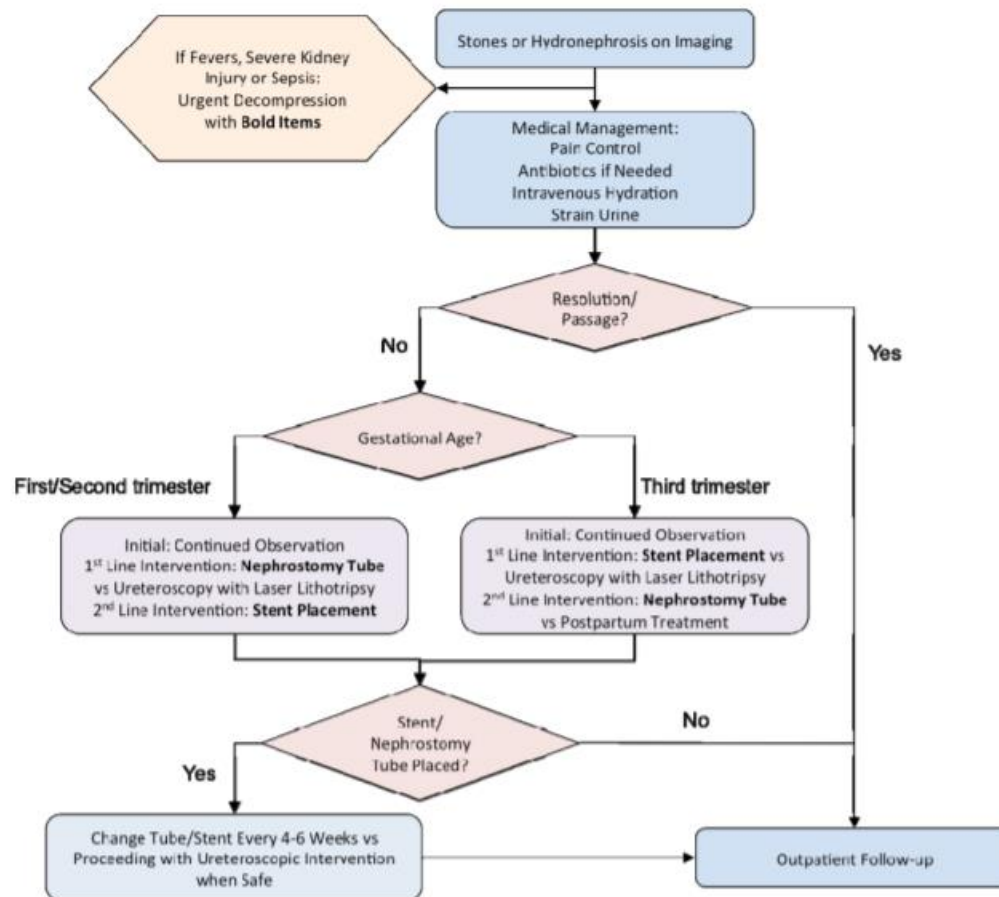 Stones or Hydronephrosis on Imaging
If Fevers, Severe Kidney
Injury or Sepsis:
Urgent Decompression
with Bold Items
Medical Management:
Pain Control
Antibiotics if Needed
Intravenous Hydration
Strain Urine
Resolution/
Passage?
No
Yes
Gestational Age?
First/Second trimester
Third trimester
Initial: Continued Observation
1st Line Intervention: Nephrostomy Tube
vs Ureteroscopy with Laser Lithotripsy
2nd Line Intervention: Stent Placement
Initial: Continued Observation
1st Line Intervention: Stent Placement vs
Ureteroscopy with Laser Lithotripsy
2nd Line Intervention: Nephrostomy Tube
vs Postpartum Treatment
Stent/
Nephrostomy
Tube Placed?
Yes
No
Change Tube/Stent Every 4-6 Weeks vs
Proceeding with Ureteroscopic Intervention
when Safe
Outpatient Follow-up